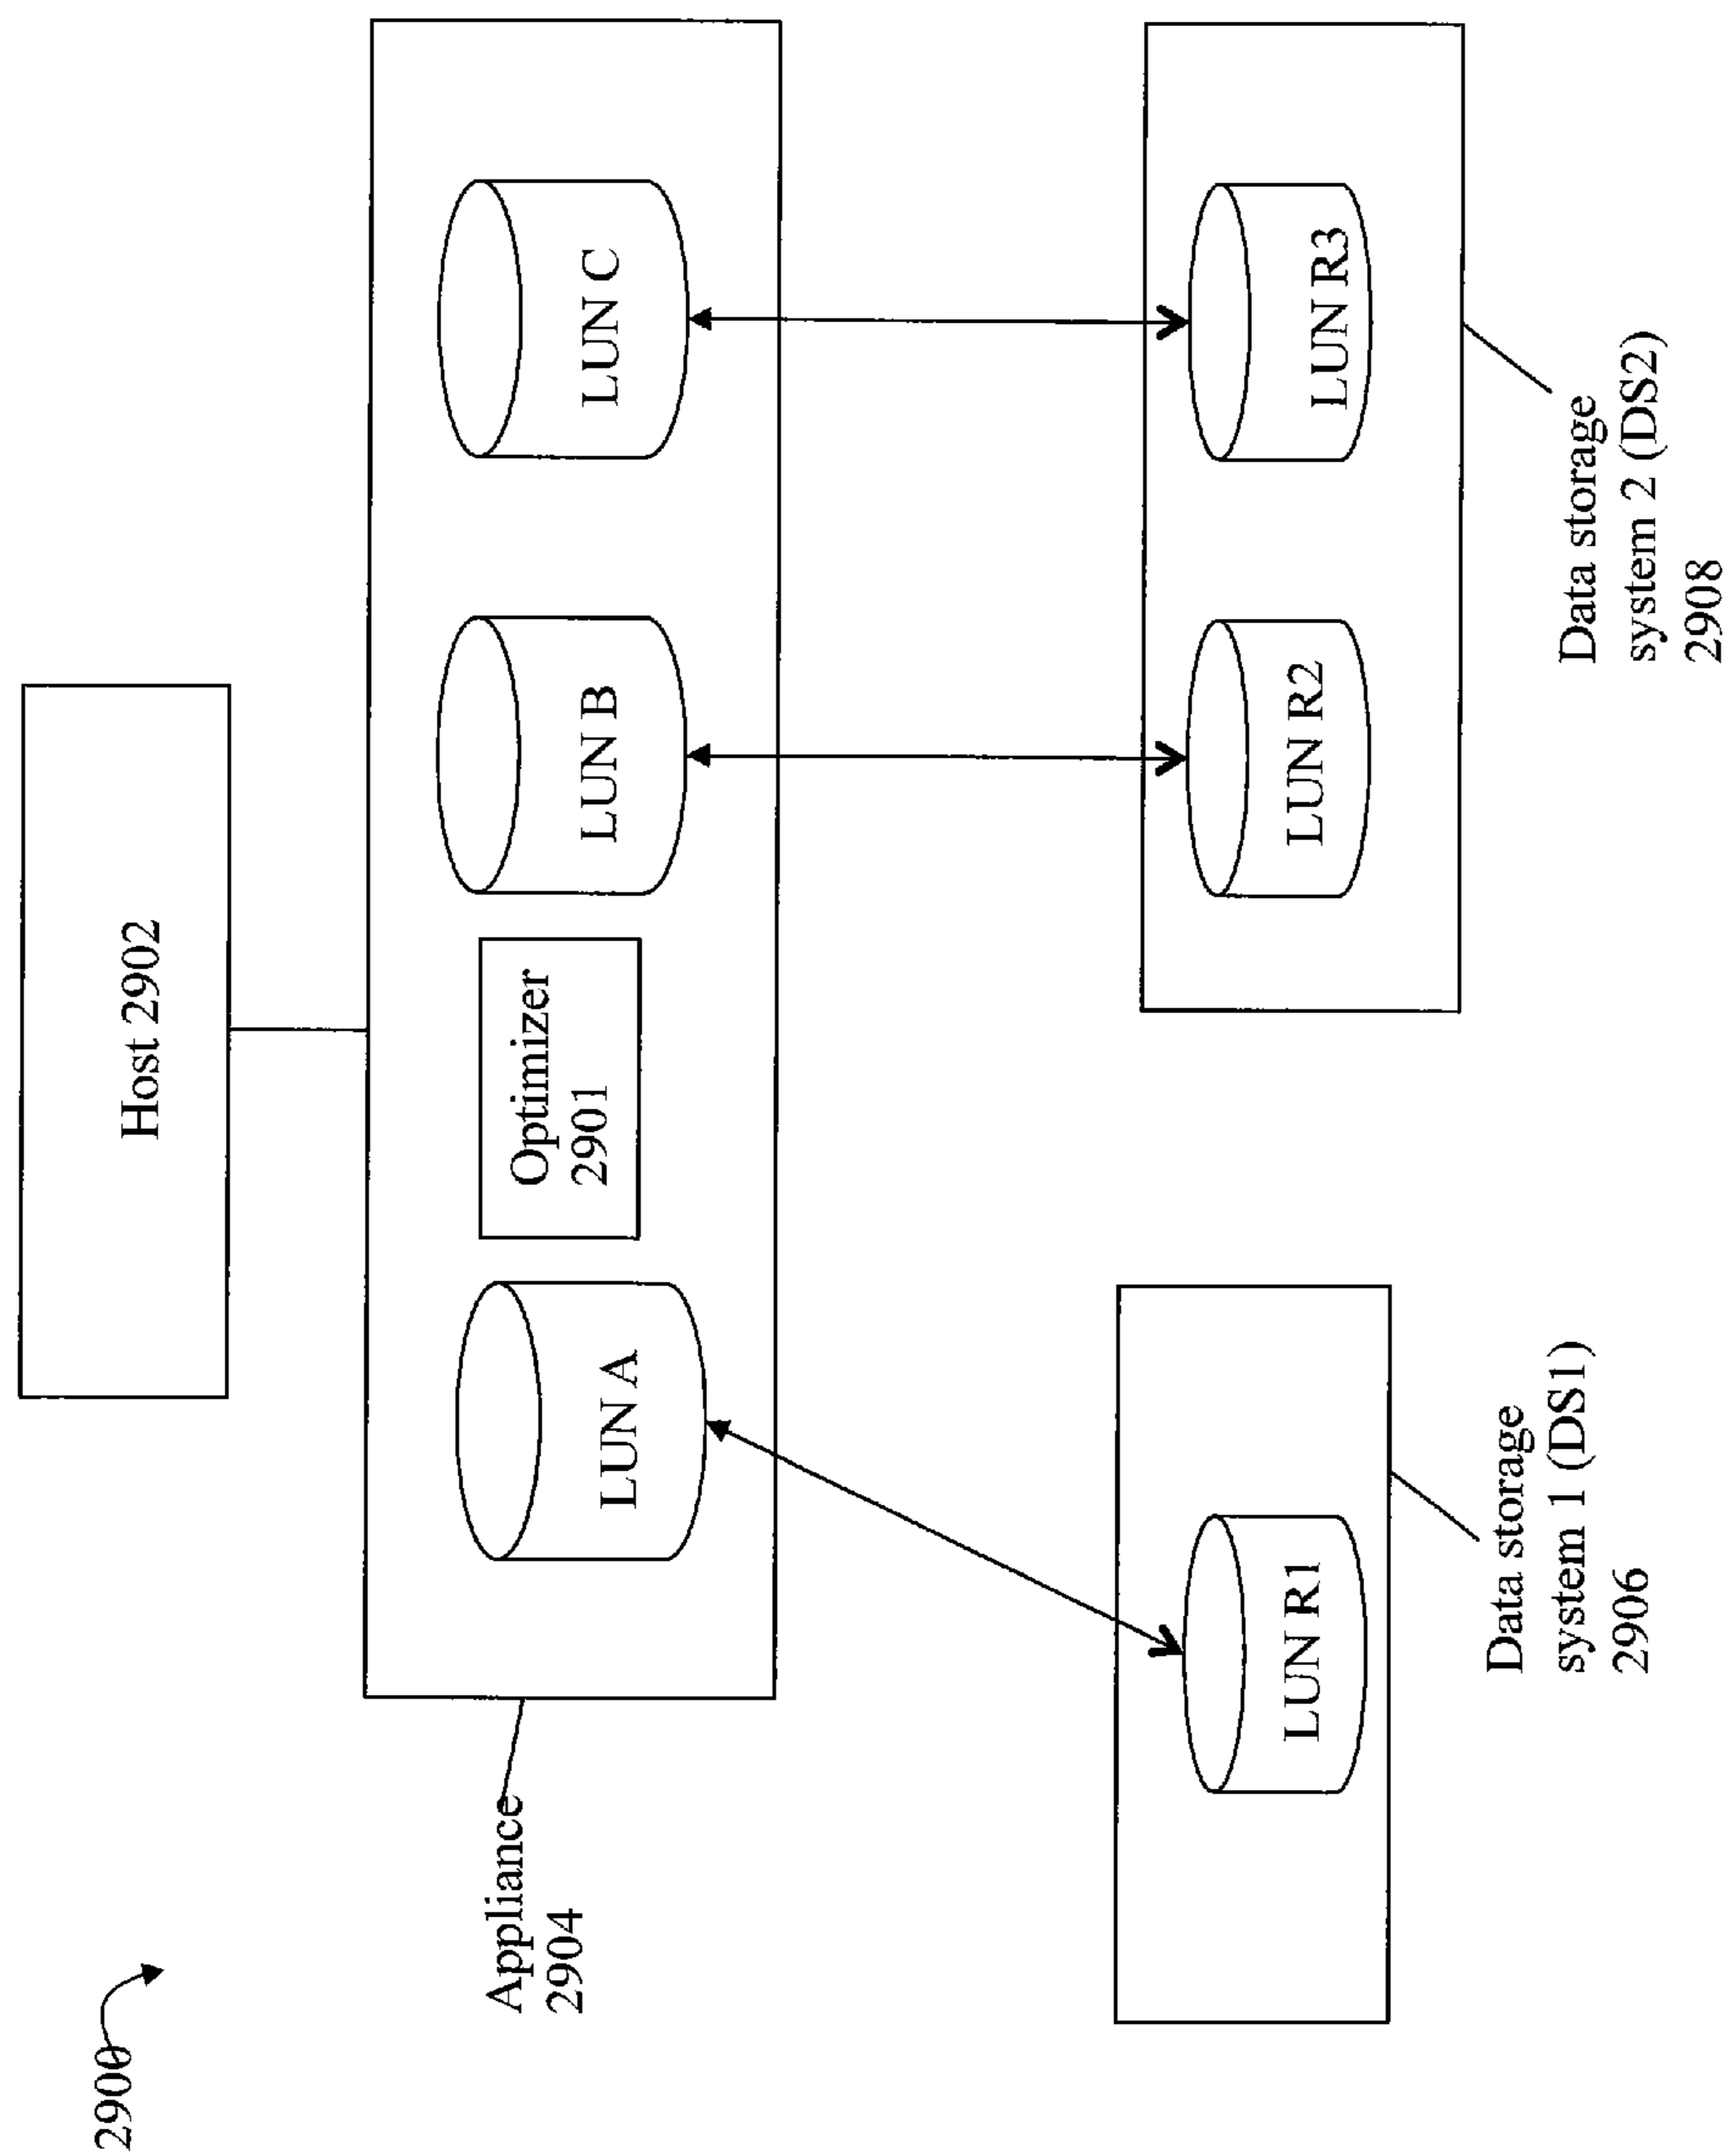 2900
Host 2902
Appliance
2904
LUN A
Optimizer
2901
LUN B
LUN C
LUN R1
LUN R2
LUN R3
Data storage
system 1 (DS1)
2906
Data storage
system 2 (DS2)
2908